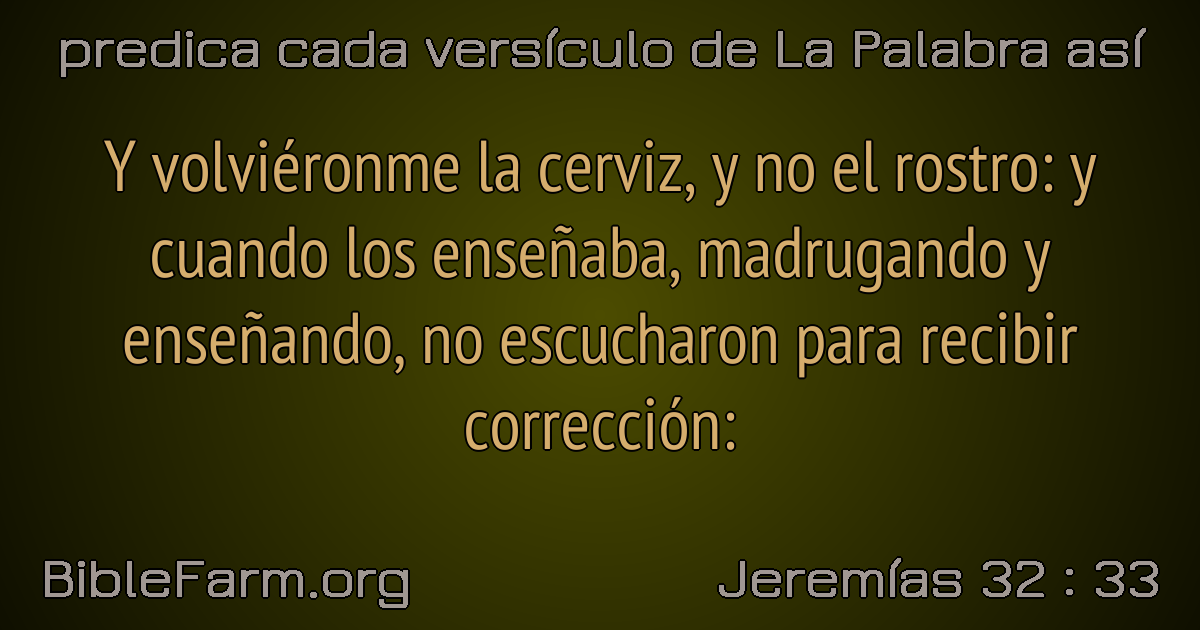 predica cada versículo de La Palabra así
Y volviéronme la cerviz, y no el rostro: y
cuando los enseñaba, madrugando y
enseñando, no escucharon para recibir
corrección:
BibleFarm.org
Jeremías 32 : 33